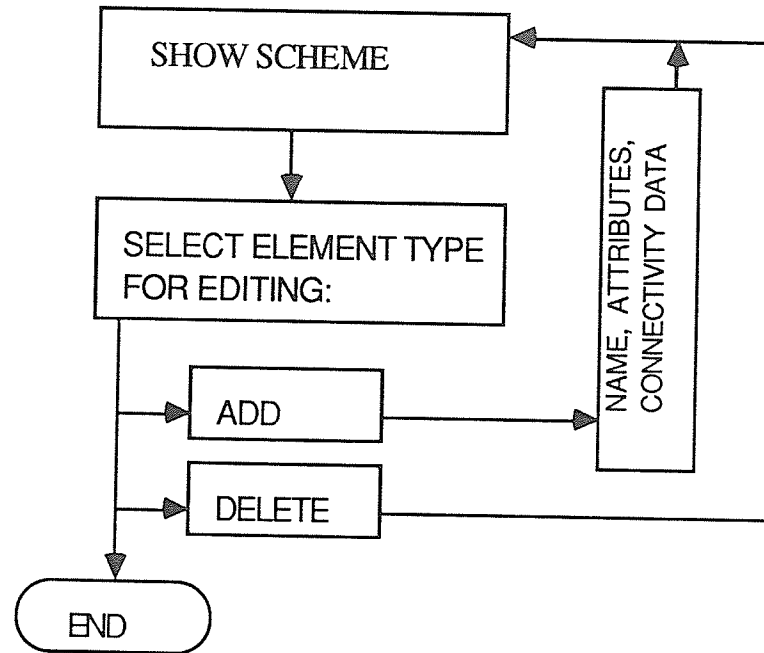 SHOW SCHEME
SELECT ELEMENT TYPE
FOR EDITING:
ADD
DELETE
END
NAME, ATTRIBUTES,
CONNECTIVITY DATA